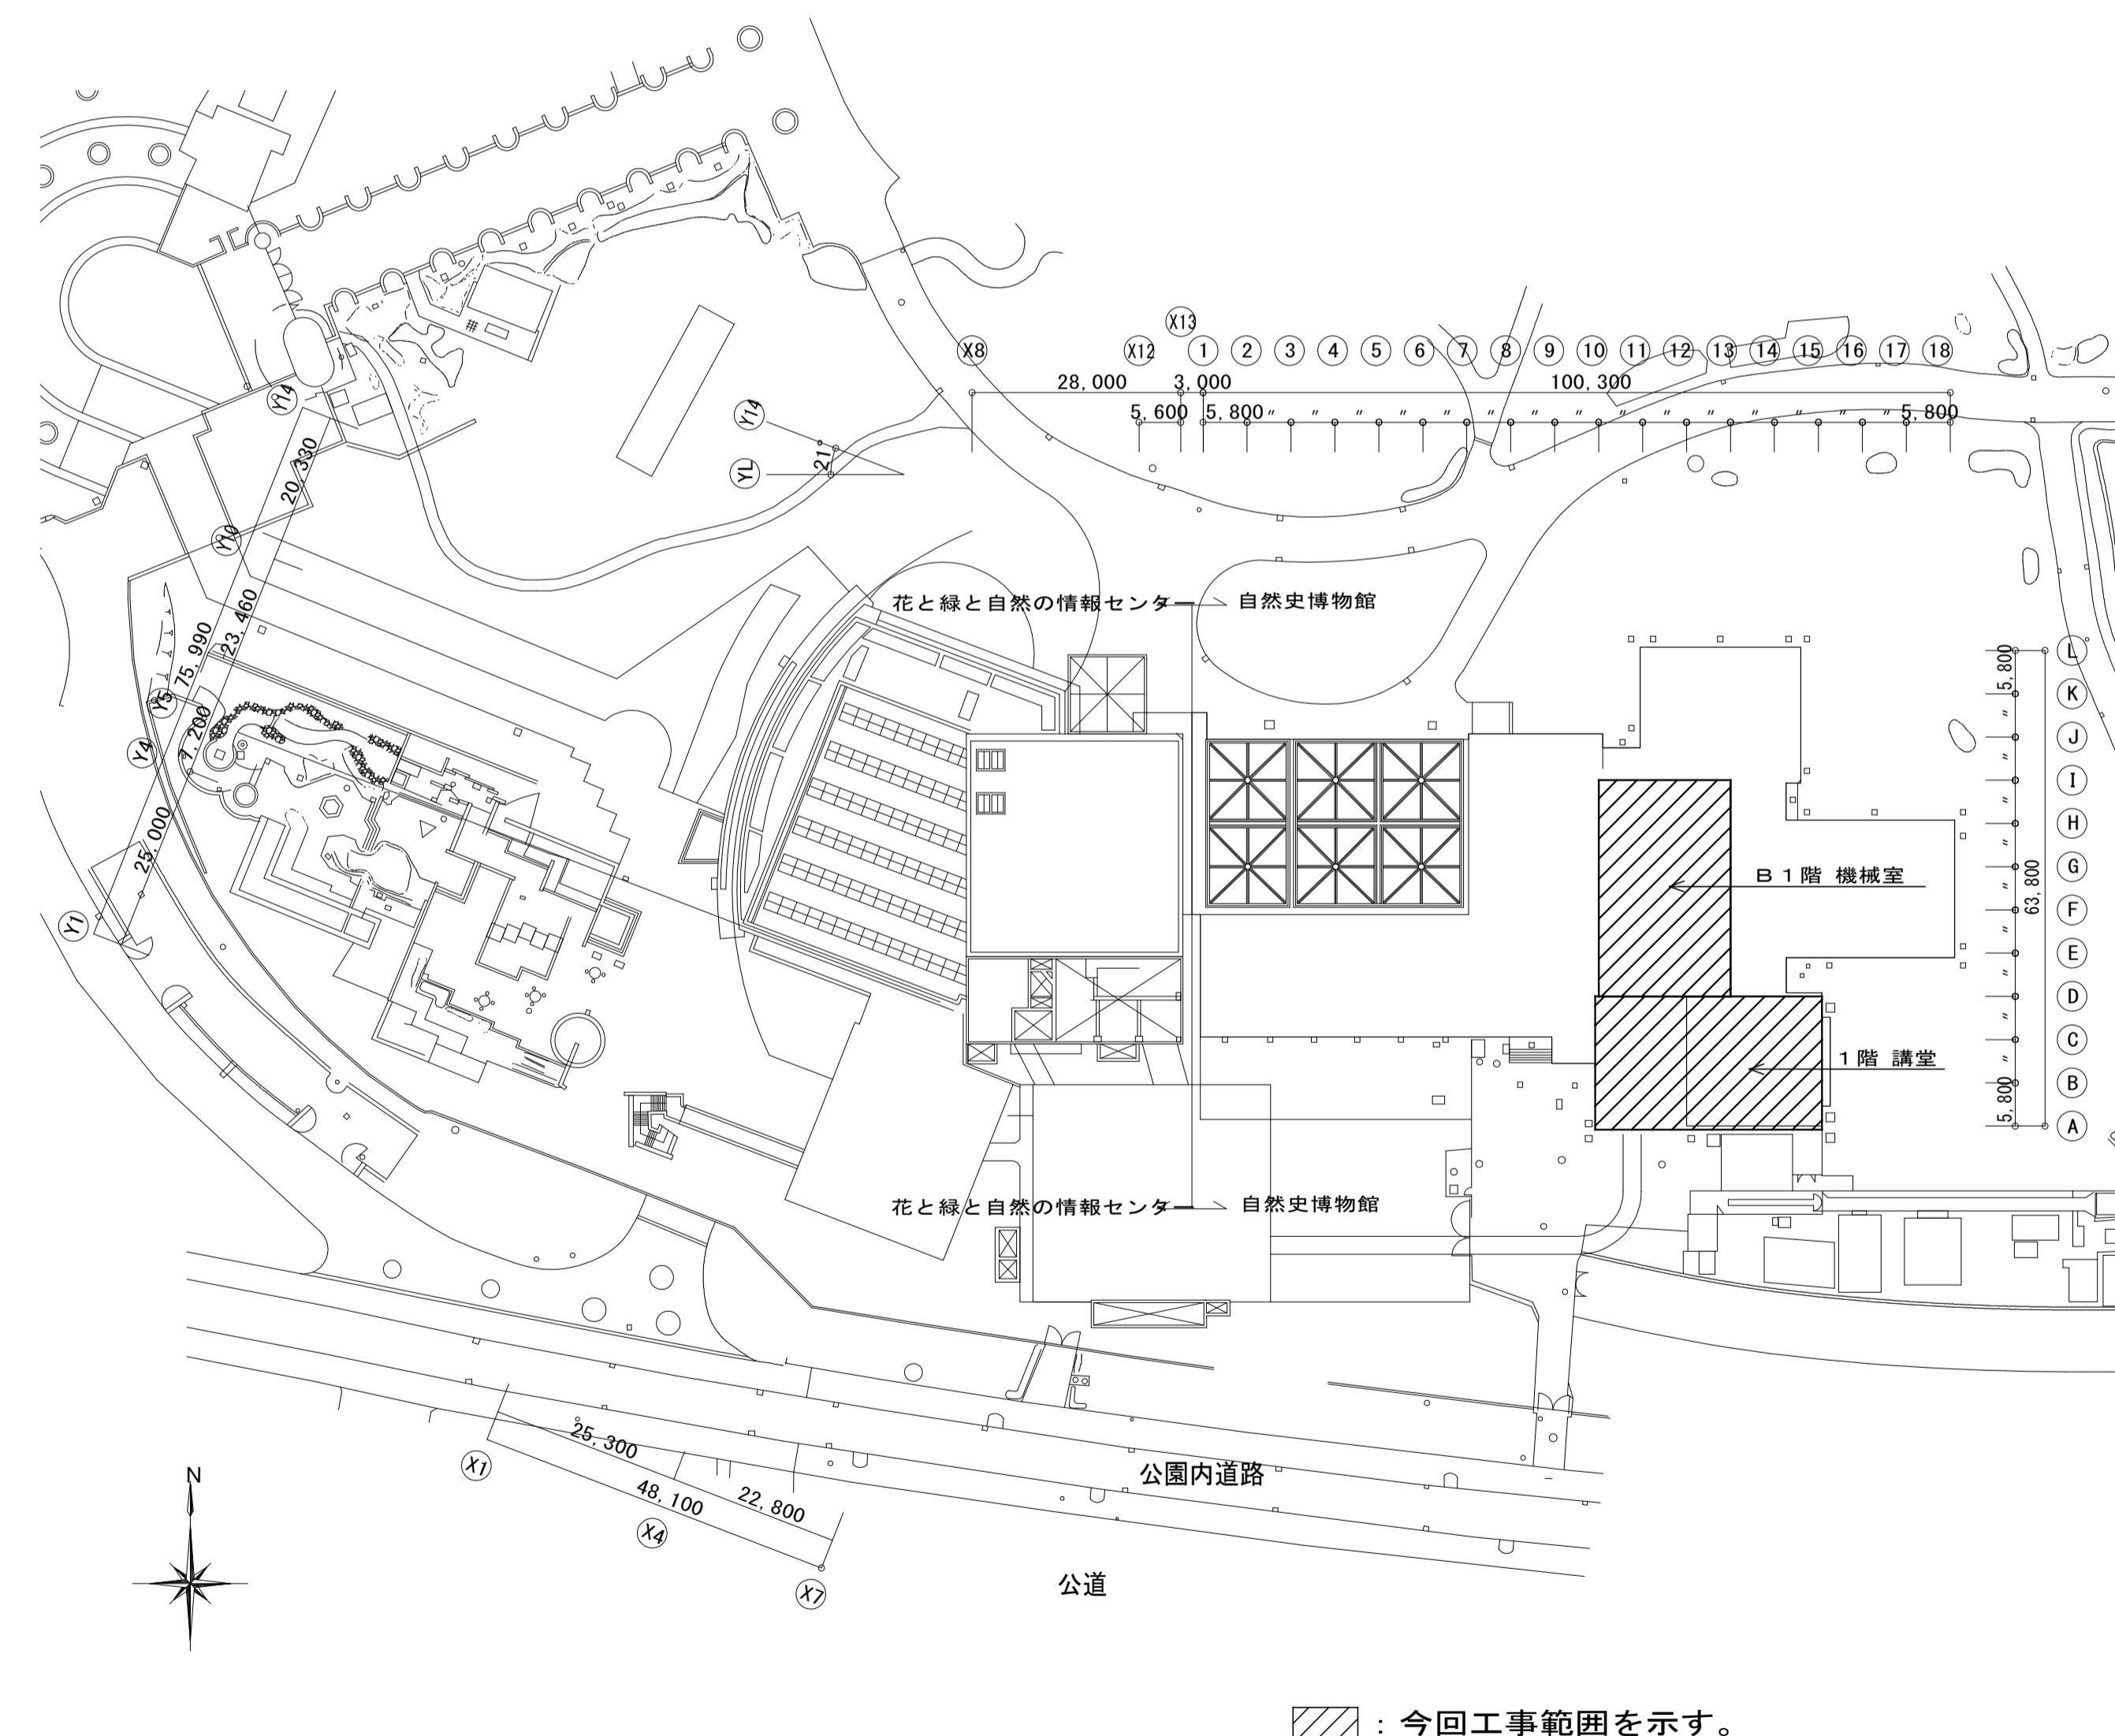 X13
X8
X12
1 2 3 4 5 6 7 8 9 10 11 12 13 14 15 16 17 18
28,000
3,000
100,300
5,600
5,800 〃 〃 〃 〃 〃 〃 〃 〃 〃 〃 〃 〃 〃 〃 〃 5,800
Y14
Y14
YL
21°
20,330
Y10
23,460
75,990
Y5
7,200
Y4
25,000
Y1
花と緑と自然の情報センター
自然史博物館
L
5,800
K
〃
J
〃
I
〃
H
〃
G
B1階 機械室
63,800
〃
F
〃
E
〃
D
〃
C
1階 講堂
〃
B
5,800
A
花と緑と自然の情報センター
自然史博物館
25,300
X1
48,100
22,800
X4
X7
公園内道路
公道
N
：今回工事範囲を示す。